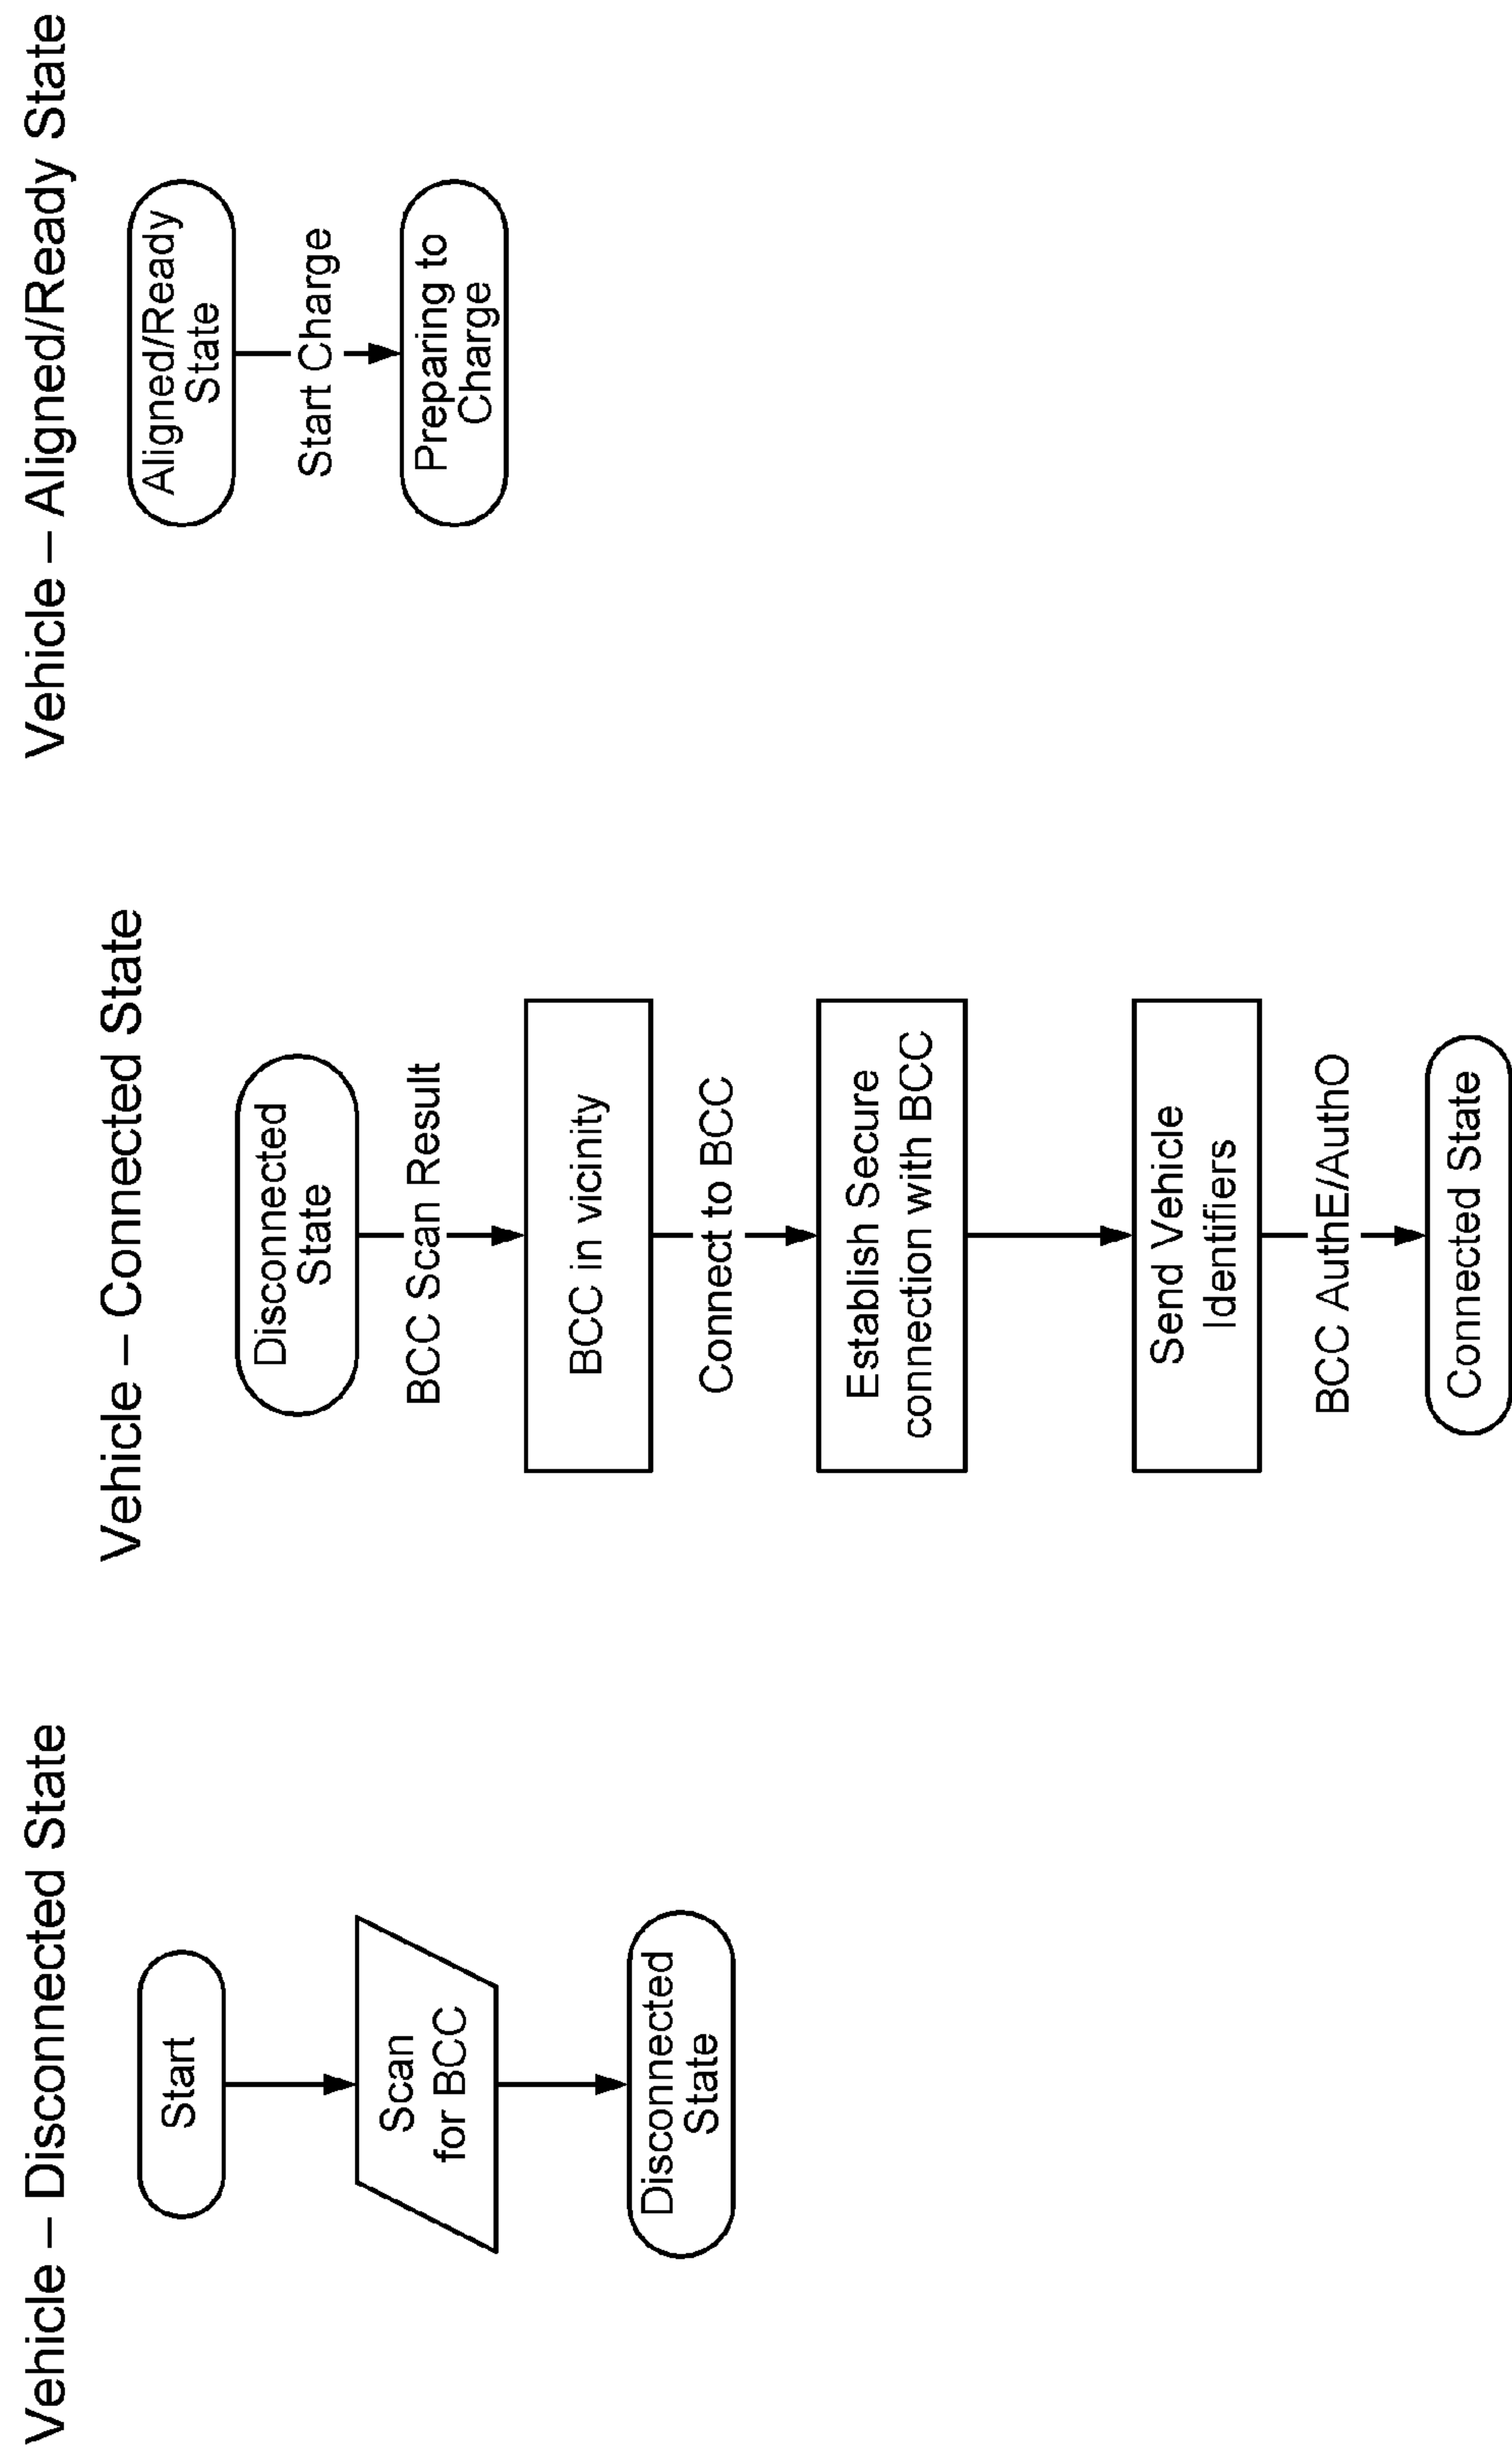 Vehicle – Disconnected State
Start
Scan
for BCC
Disconnected
State
Vehicle – Connected State
Disconnected
State
BCC Scan Result
BCC in vicinity
Connect to BCC
Establish Secure
connection with BCC
Send Vehicle
Identifiers
BCC AuthE/AuthO
Connected State
Vehicle – Aligned/Ready State
Aligned/Ready
State
Start Charge
Preparing to
Charge